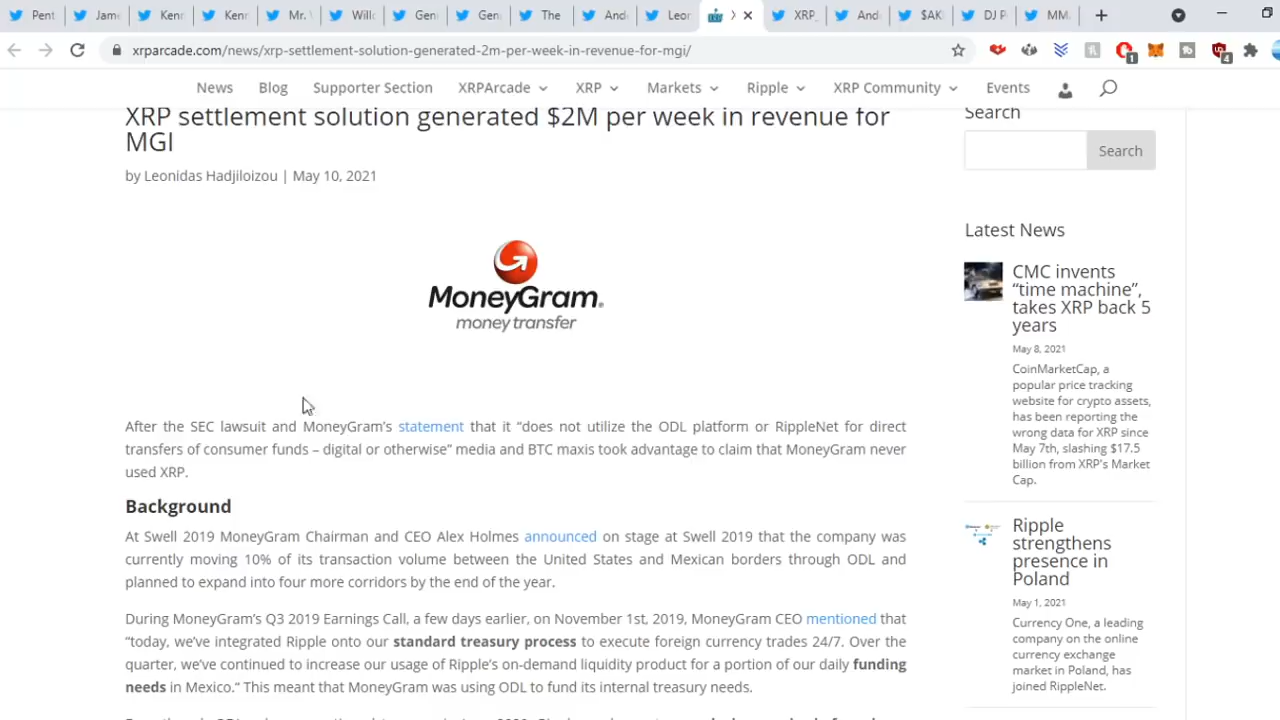 Pent
Jame
Kenn
Kenn
Mr.
Willo
Gen
Gen
The
And
Leon
XRP_
And
$AK
DJ P
MM
xrparcade.com/news/xrp-settlement-solution-generated-2m-per-week-in-revenue-for-mgi/
1
4
News
Blog
Supporter Section
XRPArcade
XRP
Markets
Ripple
XRP Community
Events
XRP settlement solution generated $2M per week in revenue for
MGI
by Leonidas Hadjiloizou | May 10, 2021
MoneyGram
money transfer
After the SEC lawsuit and MoneyGram's statement that it “does not utilize the ODL platform or RippleNet for direct
transfers of consumer funds – digital or otherwise” media and BTC maxis took advantage to claim that MoneyGram never
used XRP.
Background
At Swell 2019 MoneyGram Chairman and CEO Alex Holmes announced on stage at Swell 2019 that the company was
currently moving 10% of its transaction volume between the United States and Mexican borders through ODL and
planned to expand into four more corridors by the end of the year.
During MoneyGram's Q3 2019 Earnings Call, a few days earlier, on November 1st, 2019, MoneyGram CEO mentioned that
“today, we've integrated Ripple onto our standard treasury process to execute foreign currency trades 24/7. Over the
quarter, we've continued to increase our usage of Ripple's on-demand liquidity product for a portion of our daily funding
needs in Mexico.” This meant that MoneyGram was using ODL to fund its internal treasury needs.
Search
Search
Latest News
CMC invents
“time machine”,
takes XRP back 5
years
May 8, 2021
CoinMarketCap, a
popular price tracking
website for crypto assets,
has been reporting the
wrong data for XRP since
May 7th, slashing $17.5
billion from XRP's Market
Cap.
Ripple
strengthens
presence in
Poland
May 1, 2021
Currency One, a leading
company on the online
currency exchange
market in Poland, has
joined RippleNet.